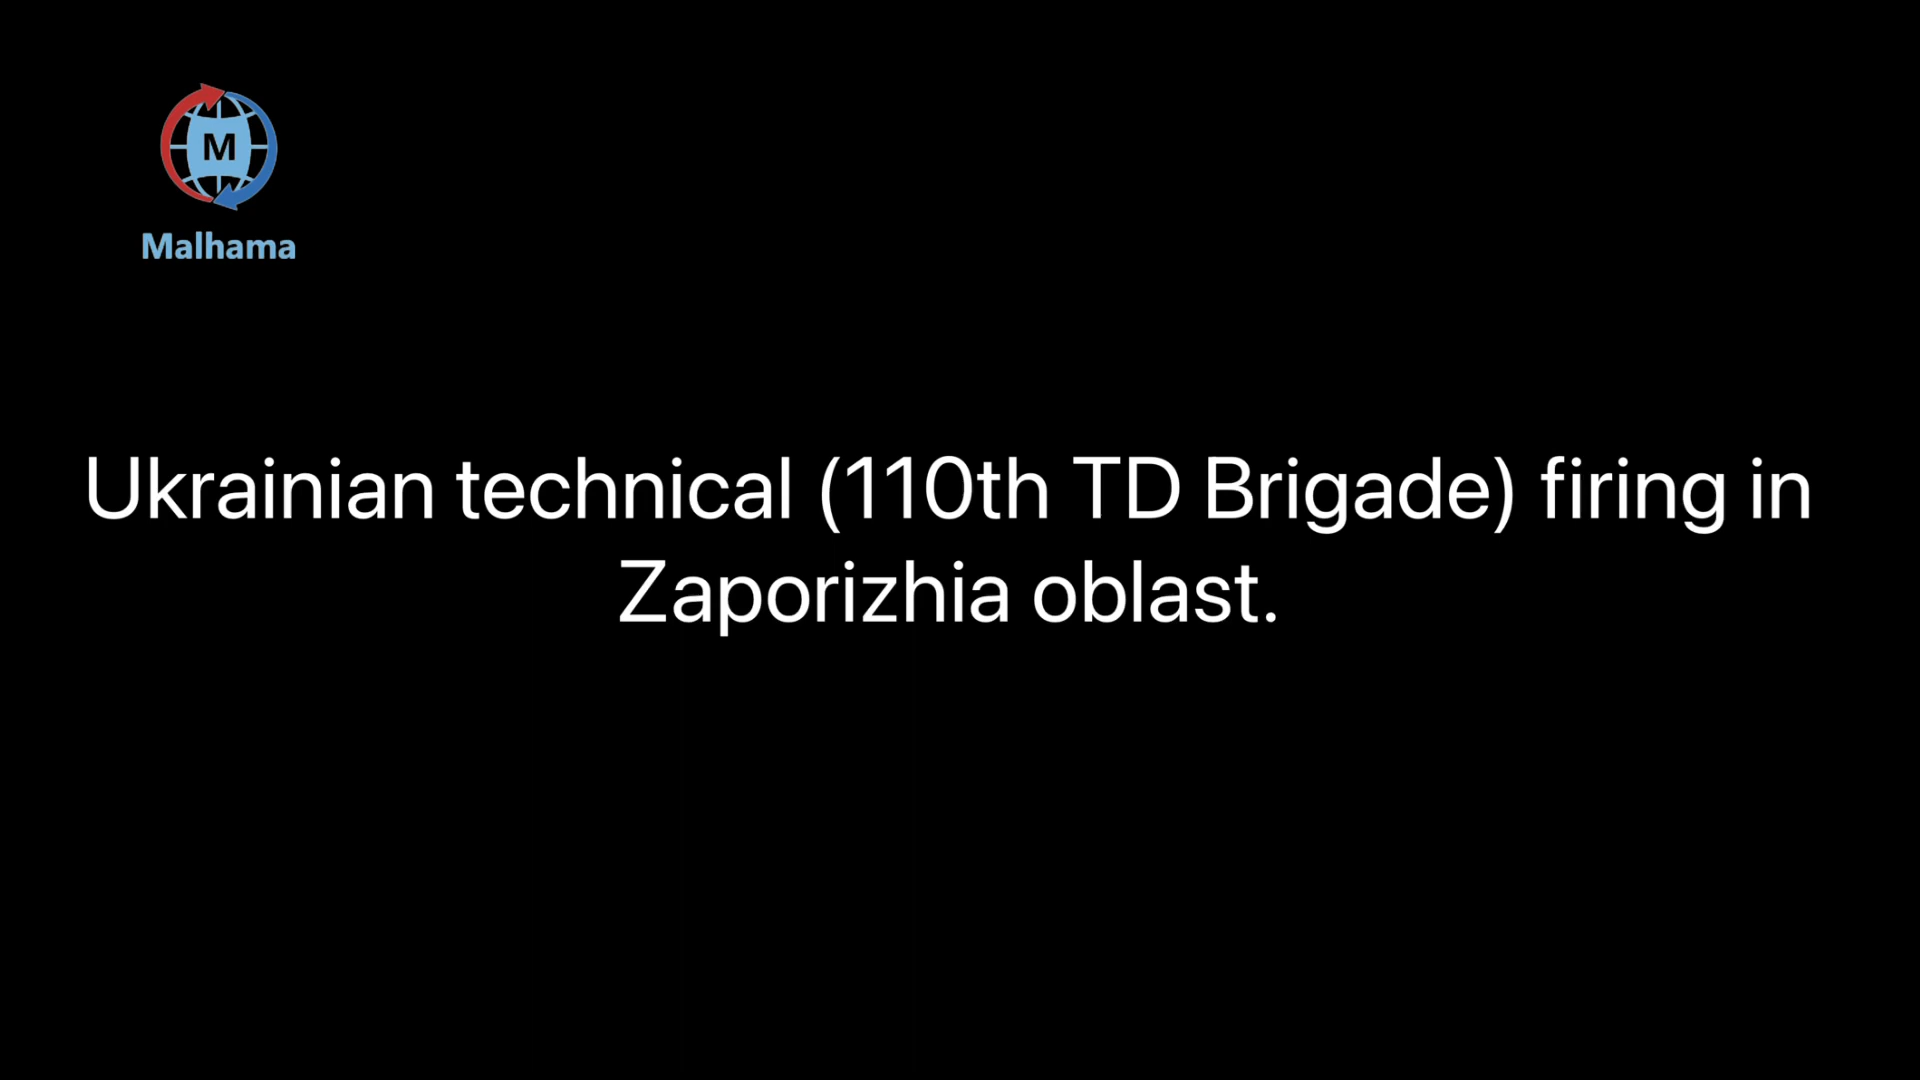 M
Malhama
Ukrainian technical (110th TD Brigade) firing in
Zaporizhia oblast.